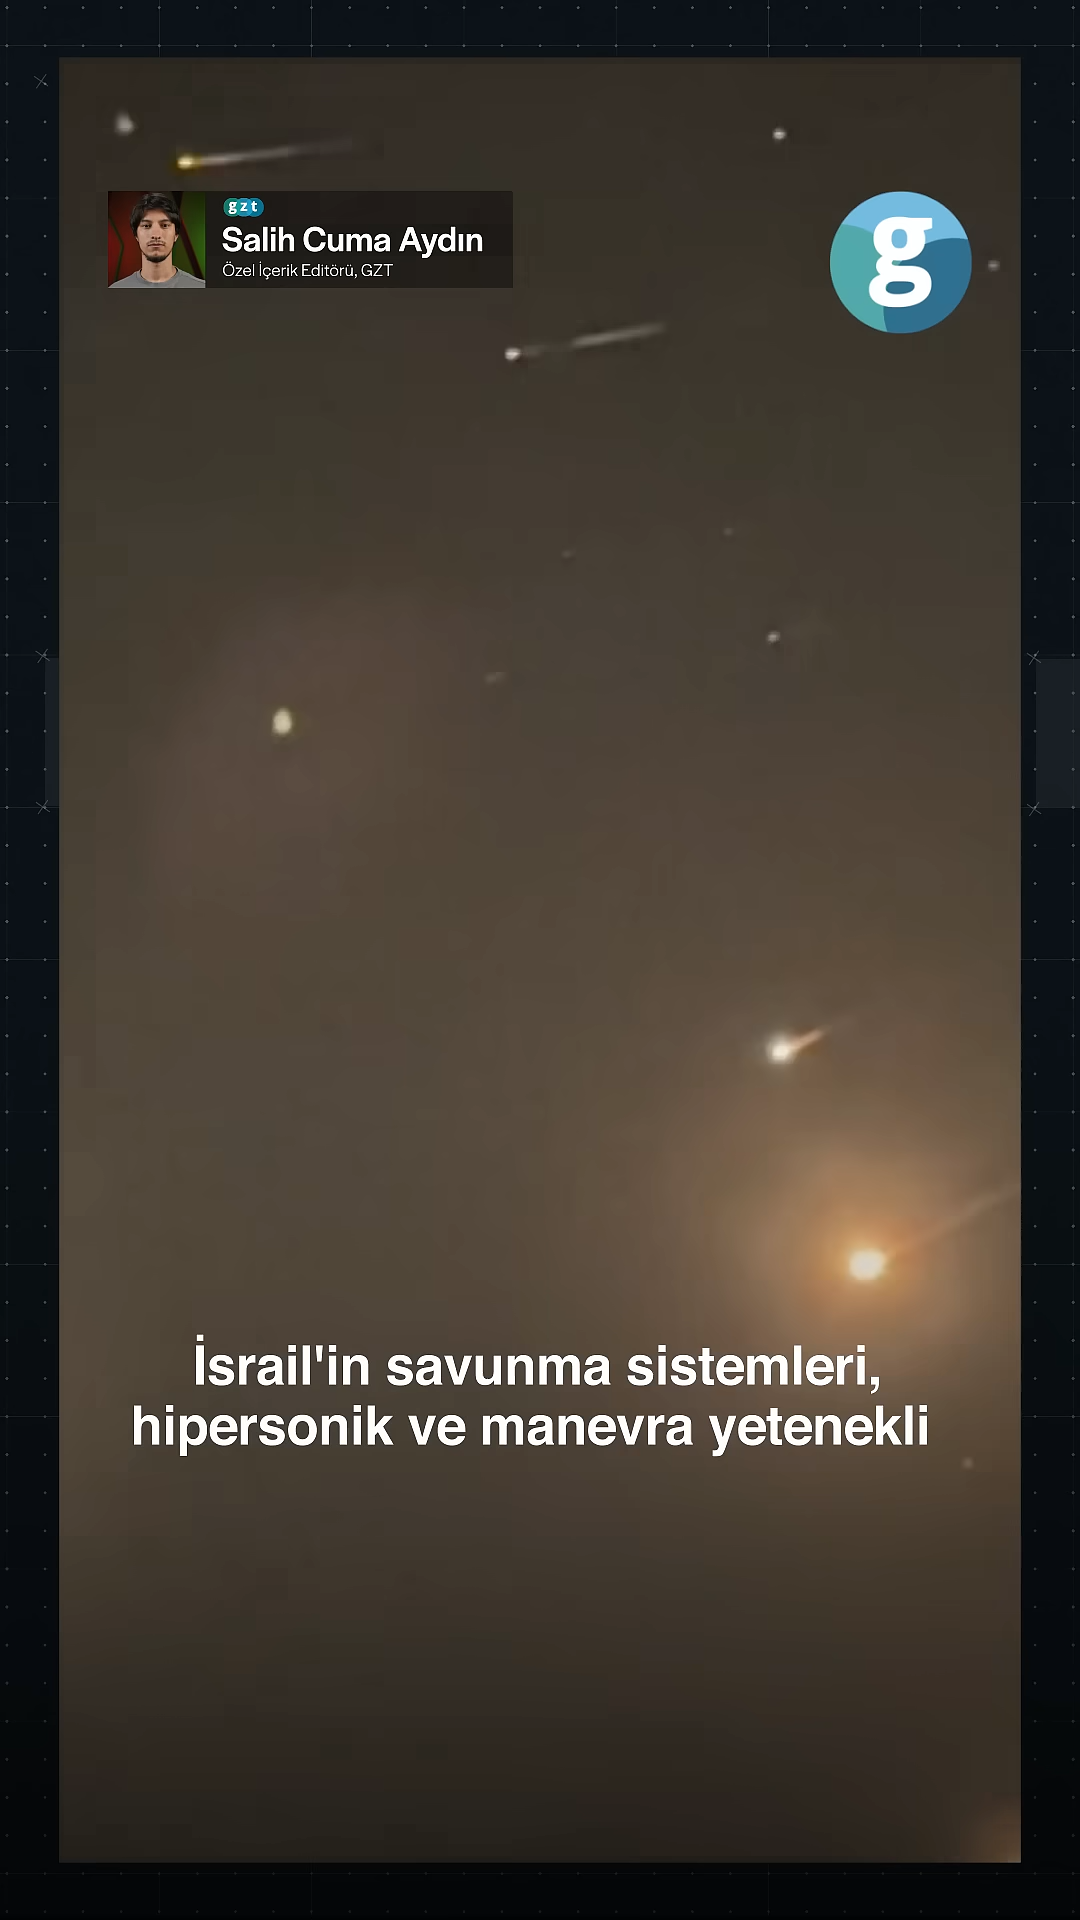 gzt
Salih Cuma Aydın
Özel İçerik Editörü, GZT
g
İsrail'in savunma sistemleri,
hipersonik ve manevra yetenekli